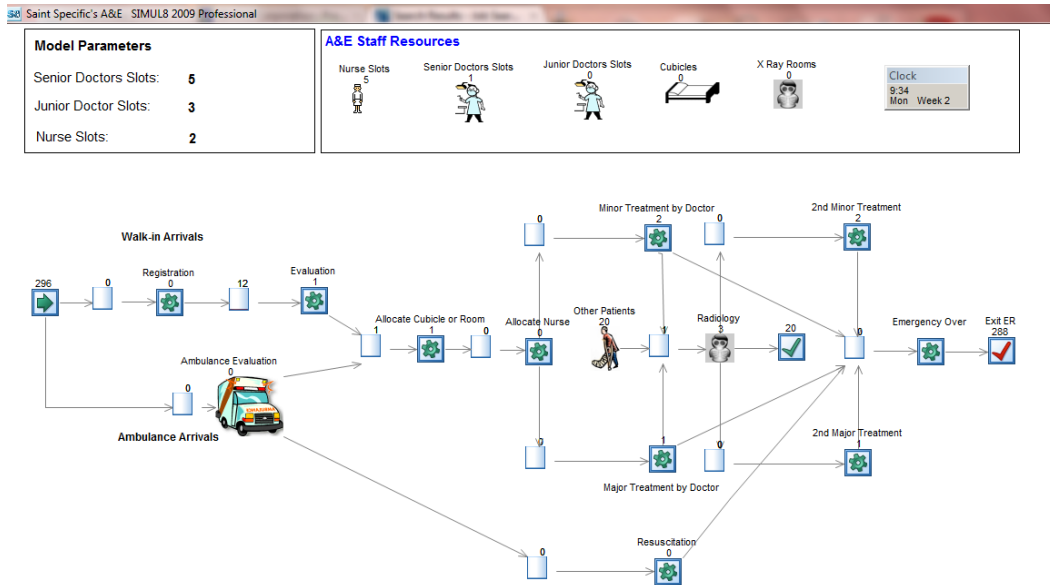 S8 Saint Specific's A&E SIMUL8 2009 Professional
Model Parameters
Senior Doctors Slots: 5
Junior Doctor Slots: 3
Nurse Slots: 2
A&E Staff Resources
Nurse Slots
5
Senior Doctors Slots
1
Junior Doctors Slots
0
Cubicles
0
X Ray Rooms
0
Clock
9:34
Mon Week 2
Walk-in Arrivals
296
0
Registration
0
12
Evaluation
1
1
Allocate Cubicle or Room
1
0
Allocate Nurse
0
0
Minor Treatment by Doctor
2
0
2nd Minor Treatment
2
Other Patients
20
1
Radiology
3
20
0
Emergency Over
Exit ER
288
Ambulance Evaluation
0
0
Ambulance Arrivals
0
1
Major Treatment by Doctor
0
2nd Major Treatment
1
0
Resuscitation
0